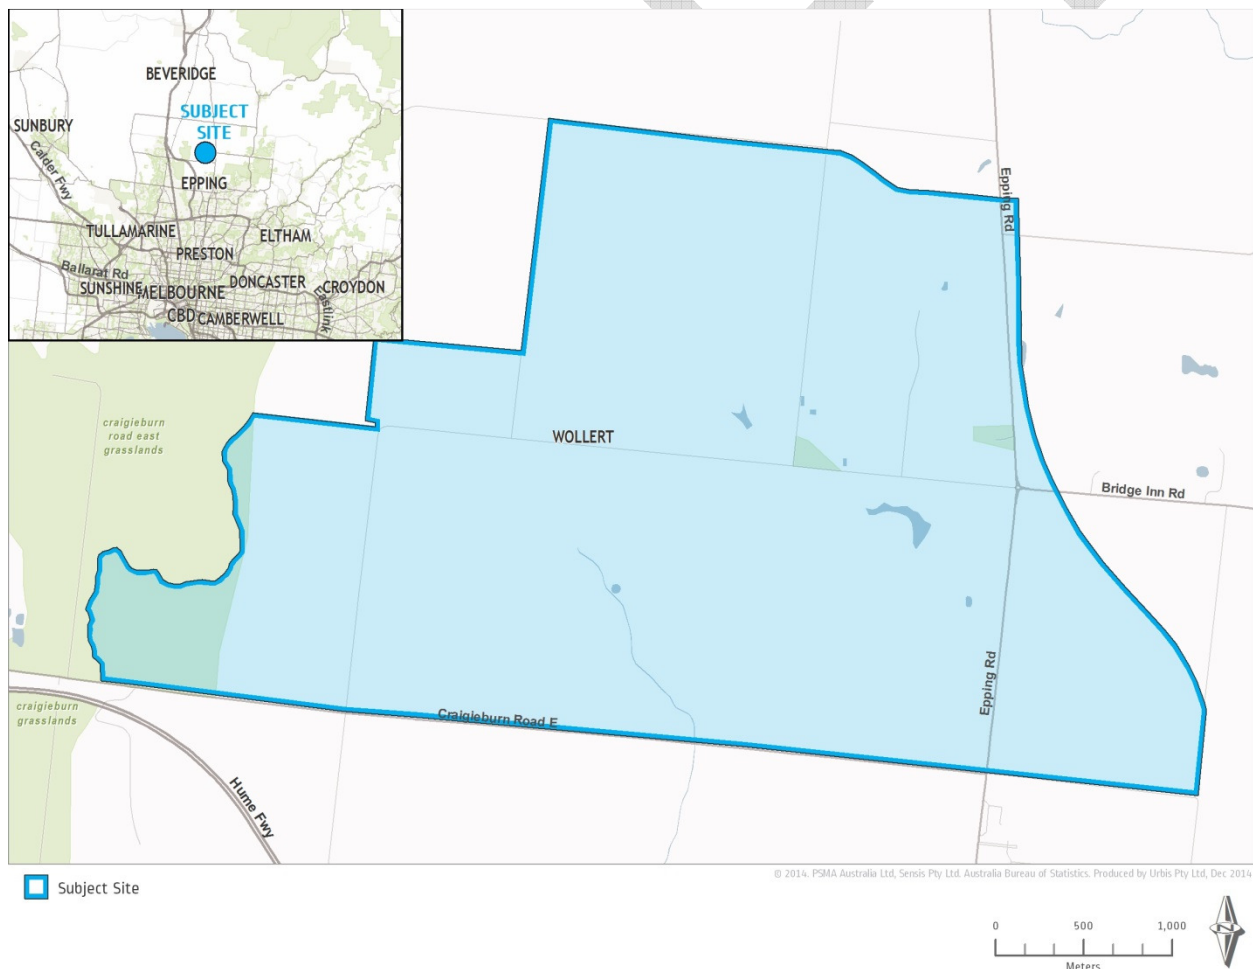 BEVERIDGE
SUBJECT
SITE
SUNBURY
Calder Fwy
EPPING
TULLAMARINE
ELTHAM
PRESTON
Ballarat Rd
DONCASTER
SUNSHINE
MELBOURNE
CROYDON
Eastlink
CBD
CAMBERWELL
Epping Rd
craigieburn
road east
grasslands
WOLLERT
Bridge Inn Rd
Epping Rd
craigieburn
grasslands
Craigieburn Road E
Hume Fwy
© 2014. PSMA Australia Ltd, Sensis Pty Ltd. Australia Bureau of Statistics. Produced by Urbis Pty Ltd, Dec 2014
Subject Site
0 500 1,000
Meters
N